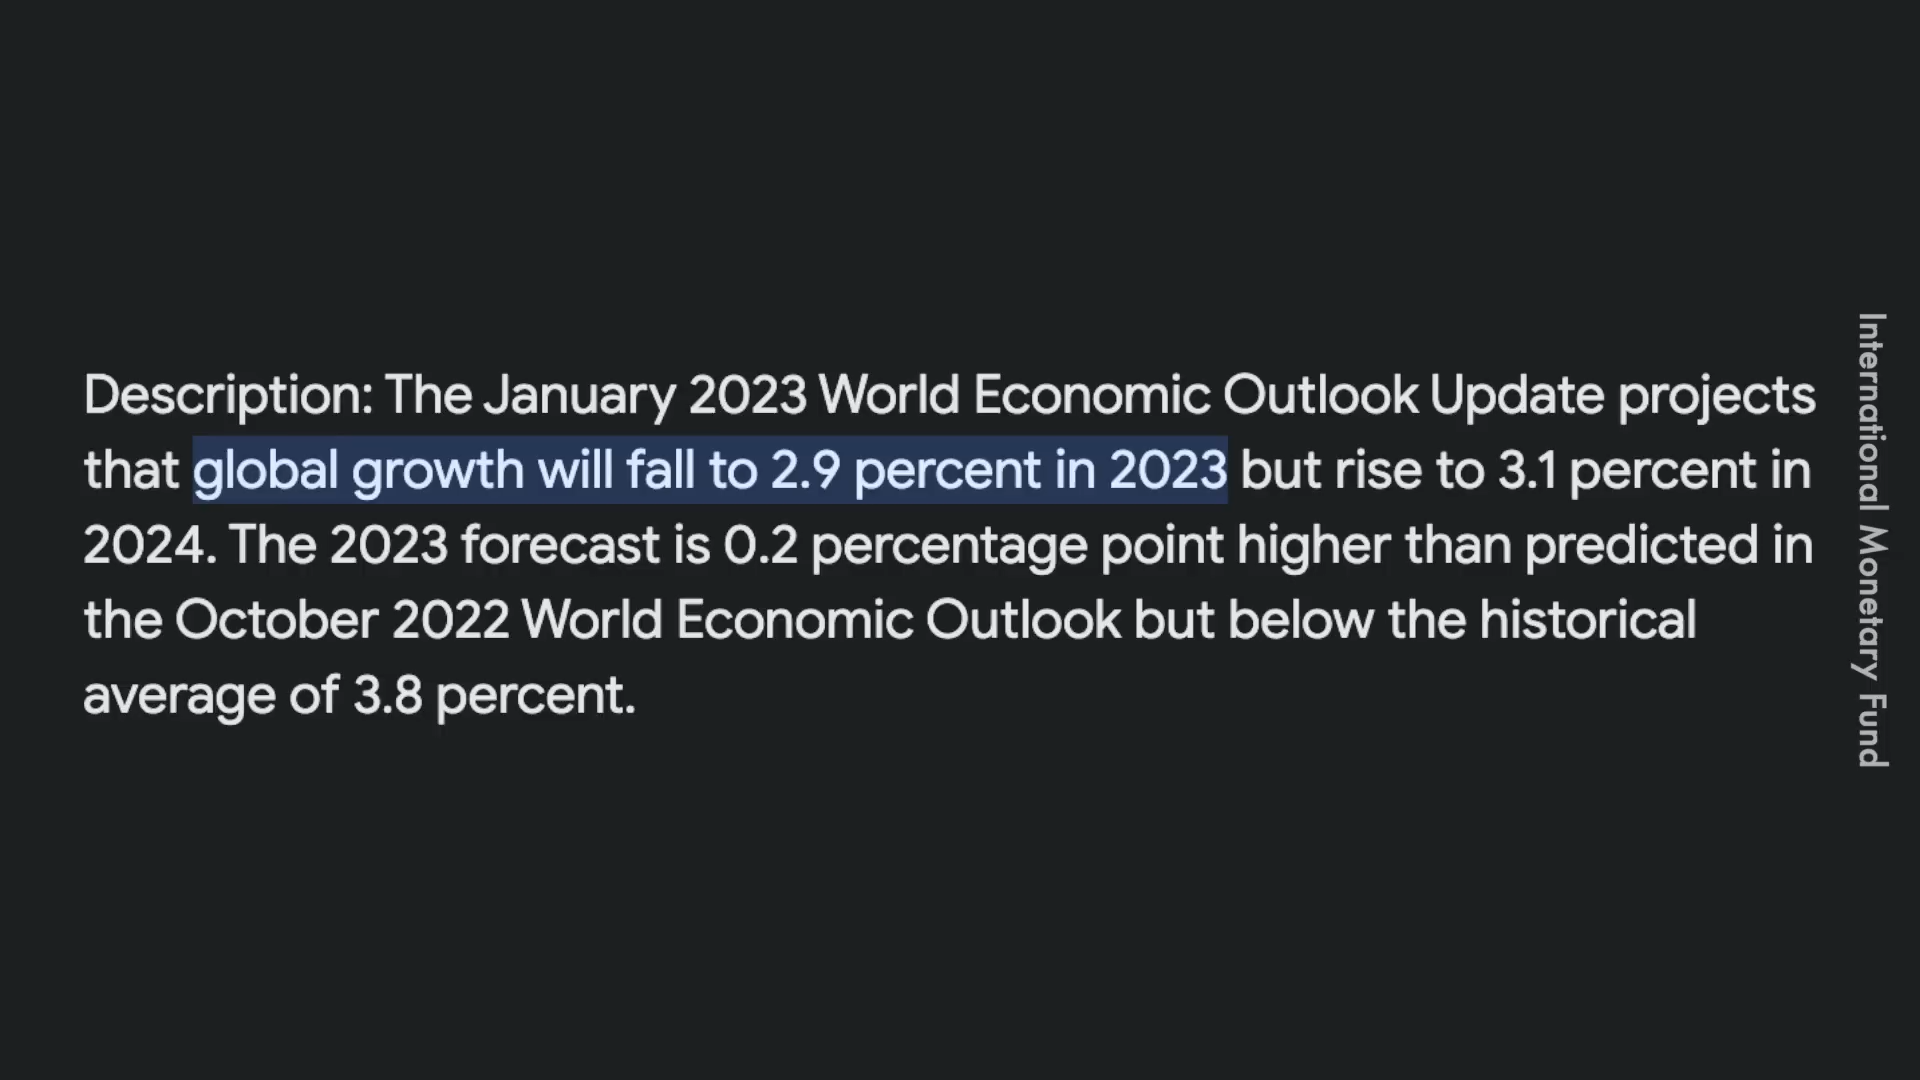 Description: The January 2023 World Economic Outlook Update projects
that global growth will fall to 2.9 percent in 2023 but rise to 3.1 percent in
2024. The 2023 forecast is 0.2 percentage point higher than predicted in
the October 2022 World Economic Outlook but below the historical
average of 3.8 percent.
International Monetary Fund